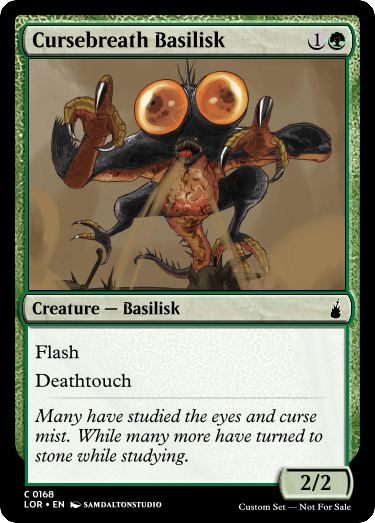 Cursebreath Basilisk 1
Creature — Basilisk
Flash
Deathtouch
Many have studied the eyes and curse
mist. While many more have turned to
stone while studying.
2/2
C 0168
LOR • EN SAMDALTONSTUDIO
Custom Set — Not For Sale